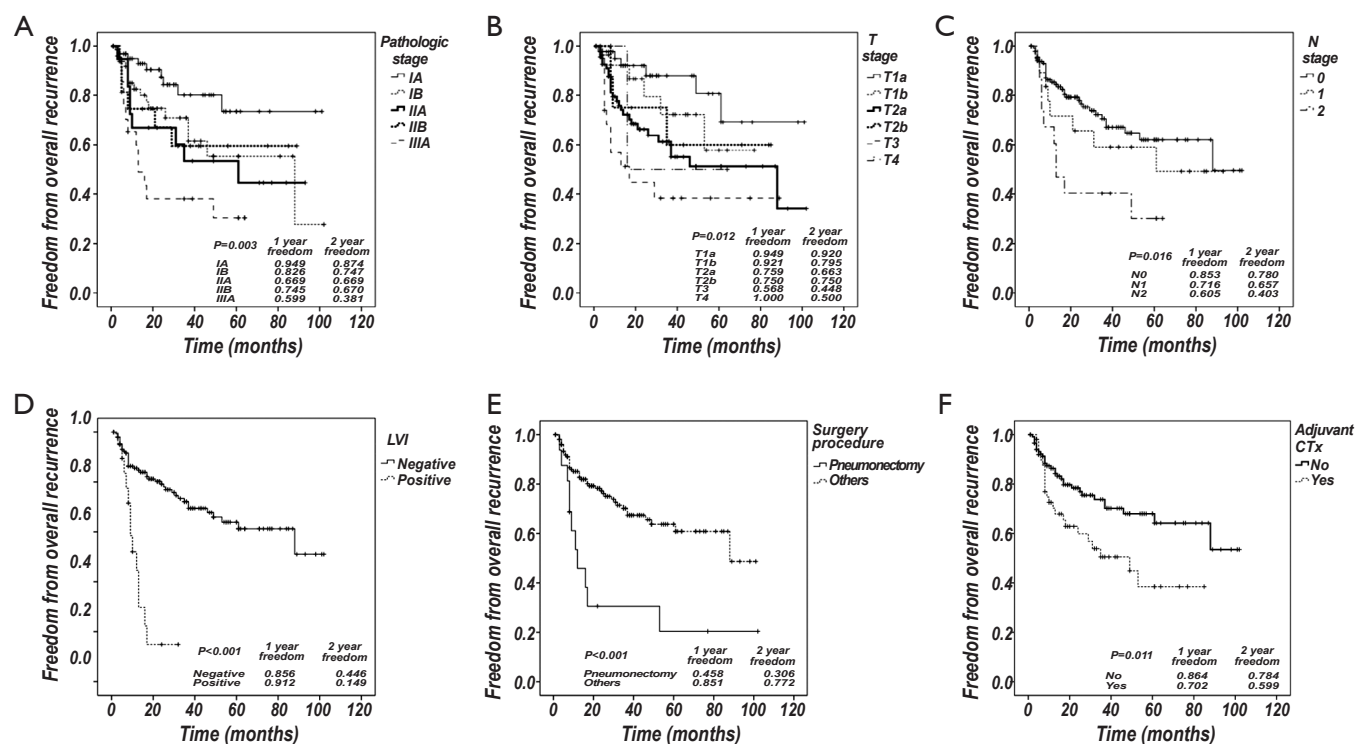 A
Freedom from overall recurrence
1.0
0.8
0.6
0.4
0.2
0.0
0 20 40 60 80 100 120
Time (months)
Pathologic
stage
IA
IB
IIA
IIB
IIIA
P=0.003 1 year freedom 2 year freedom
IA 0.949 0.874
IB 0.826 0.747
IIA 0.669 0.669
IIB 0.745 0.670
IIIA 0.599 0.381
B
Freedom from overall recurrence
1.0
0.8
0.6
0.4
0.2
0.0
0 20 40 60 80 100 120
Time (months)
T
stage
T1a
T1b
T2a
T2b
T3
T4
P=0.012 1 year freedom 2 year freedom
T1a 0.949 0.920
T1b 0.921 0.795
T2a 0.759 0.663
T2b 0.750 0.750
T3 0.568 0.448
T4 1.000 0.500
C
Freedom from overall recurrence
1.0
0.8
0.6
0.4
0.2
0.0
0 20 40 60 80 100 120
Time (months)
N
stage
0
1
2
P=0.016 1 year freedom 2 year freedom
N0 0.853 0.780
N1 0.716 0.657
N2 0.605 0.403
D
Freedom from overall recurrence
1.0
0.8
0.6
0.4
0.2
0.0
0 20 40 60 80 100 120
Time (months)
LVI
Negative
Positive
P<0.001 1 year freedom 2 year freedom
Negative 0.856 0.446
Positive 0.912 0.149
E
Freedom from overall recurrence
1.0
0.8
0.6
0.4
0.2
0.0
0 20 40 60 80 100 120
Time (months)
Surgery
procedure
Pneumonectomy
Others
P<0.001 1 year freedom 2 year freedom
Pneumonectomy 0.458 0.306
Others 0.851 0.772
F
Freedom from overall recurrence
1.0
0.8
0.6
0.4
0.2
0.0
0 20 40 60 80 100 120
Time (months)
Adjuvant
CTx
No
Yes
P=0.011 1 year freedom 2 year freedom
No 0.864 0.784
Yes 0.702 0.599